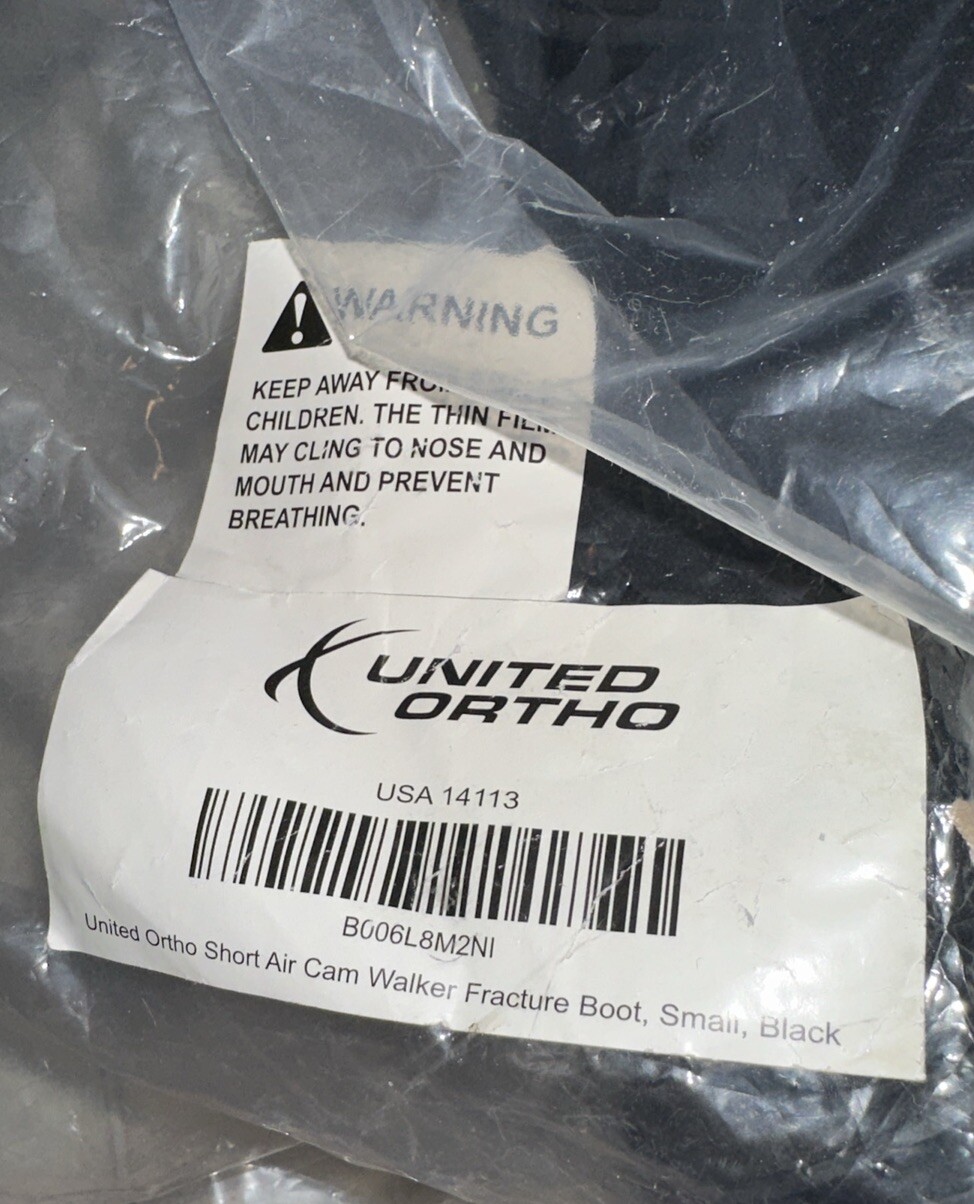 WARNING
KEEP AWAY
CHILDREN. THE THIN FILM
MAY CLING TO NOSE AND
MOUTH AND PREVENT
BREATHING.
UNITED
ORTHO
USA 14113
B006L8M2NI
United Ortho Short Air Cam Walker Fracture Boot, Small, Black